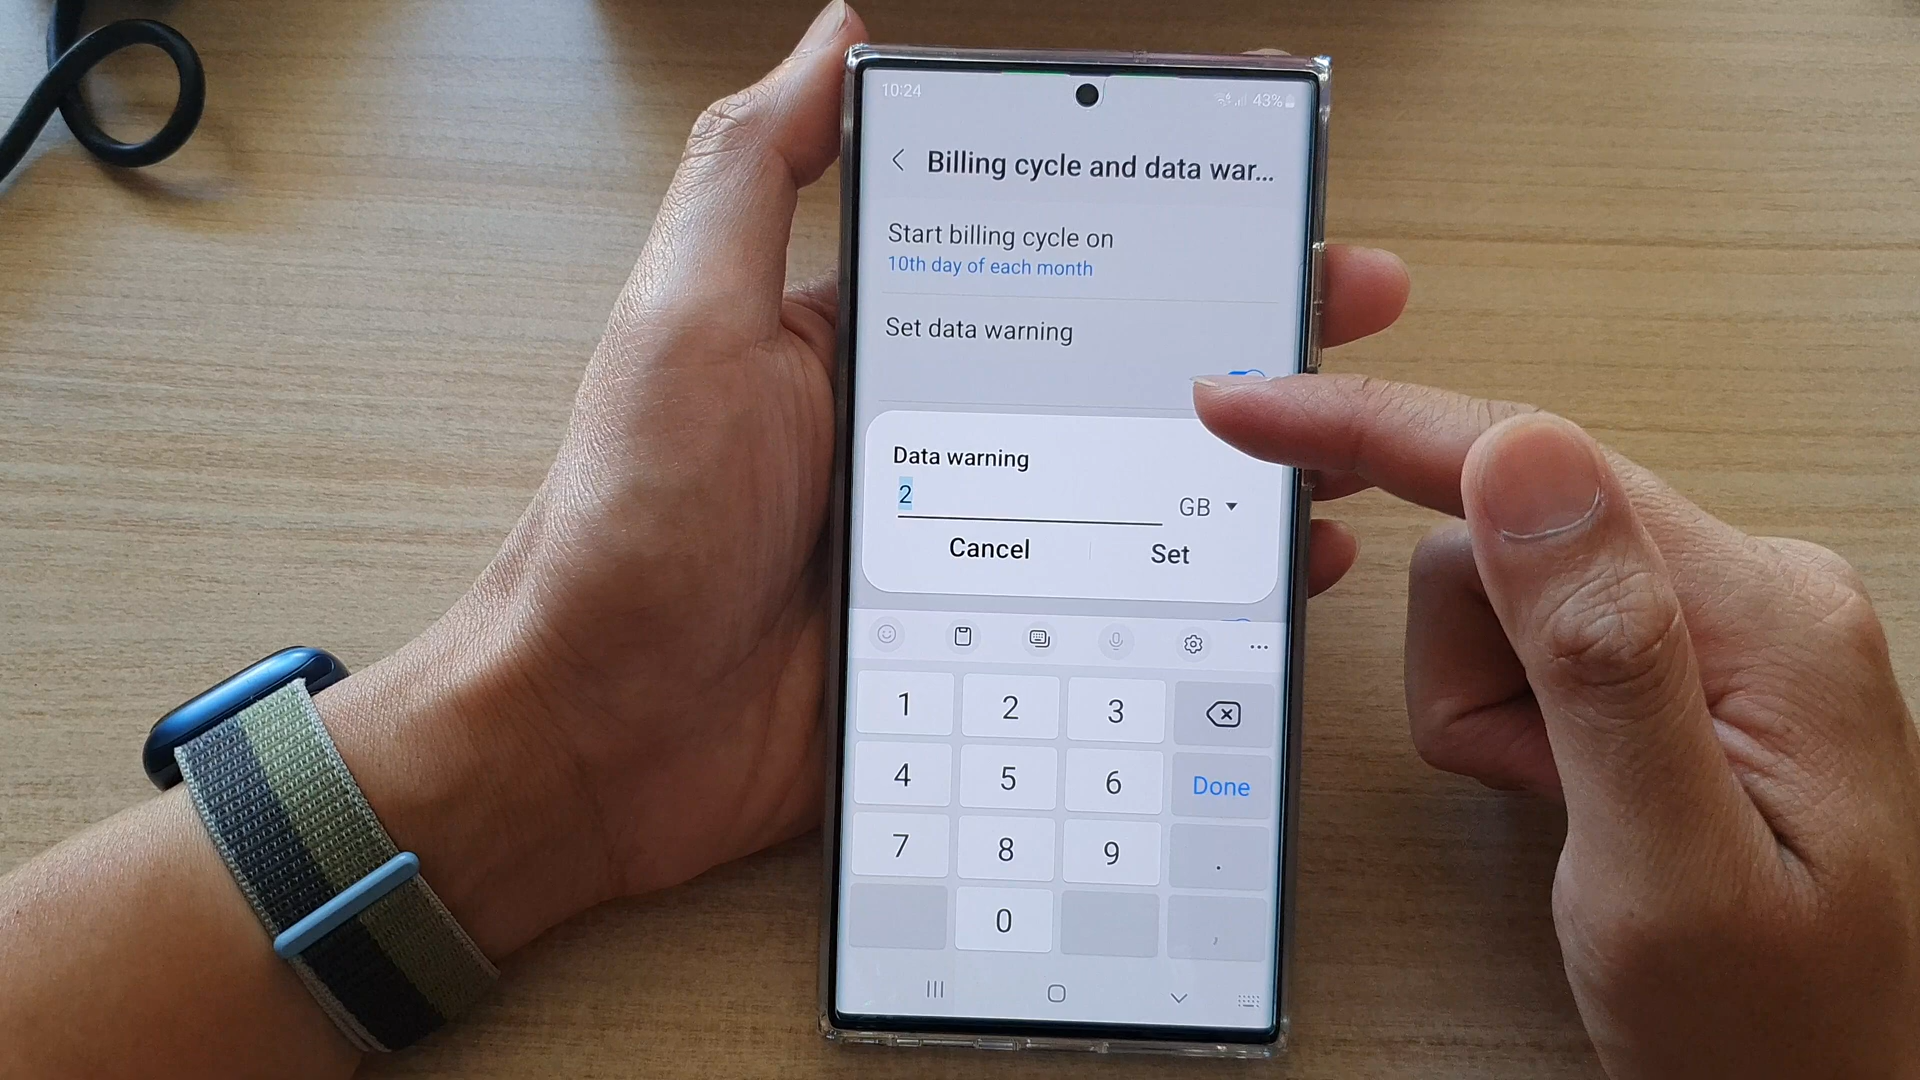 10:24
43%
Billing cycle and data war...
Start billing cycle on
10th day of each month
Set data warning
Data warning
2
GB
Cancel
Set
1 2 3
4 5 6 Done
7 8 9 .
0 ,